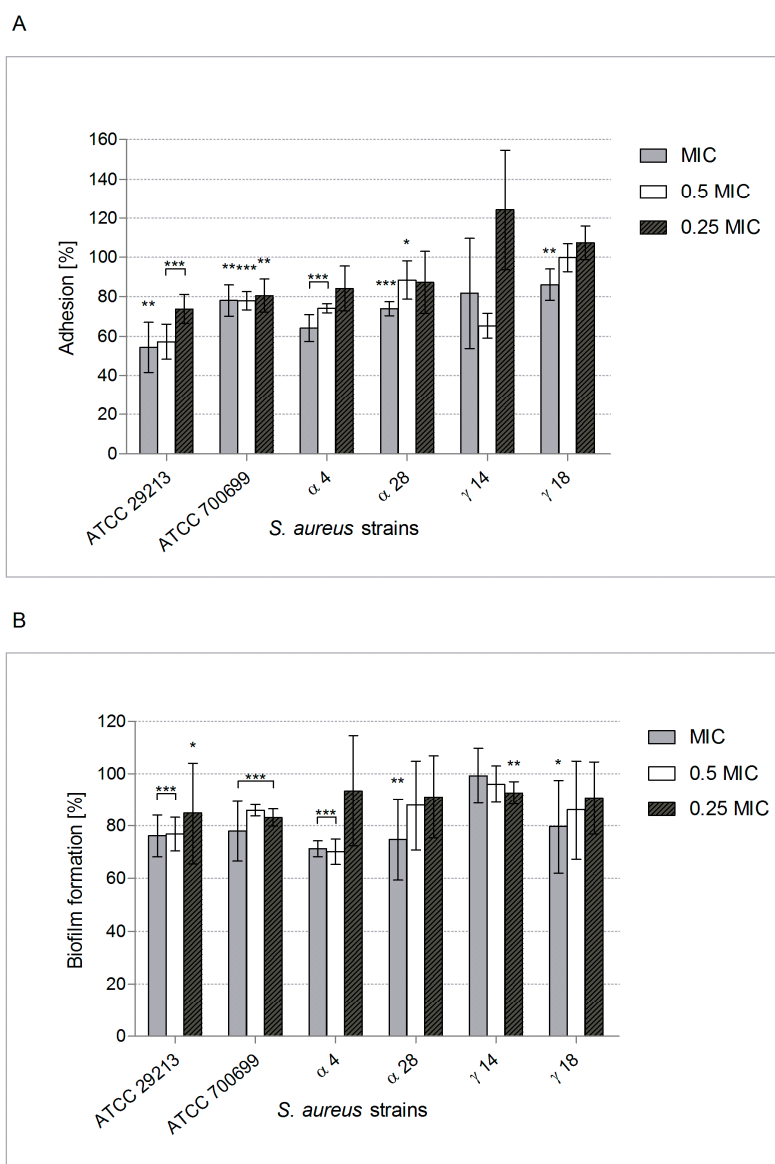 A
Adhesion [%]
160
140
120
100
80
60
40
20
0
***
**
** *** **
***
***
*
**
MIC
0.5 MIC
0.25 MIC
ATCC 29213
ATCC 700699
α 4
α 28
γ 14
γ 18
S. aureus strains
B
Biofilm formation [%]
120
100
80
60
40
20
0
***
*
***
***
**
**
*
MIC
0.5 MIC
0.25 MIC
ATCC 29213
ATCC 700699
α 4
α 28
γ 14
γ 18
S. aureus strains